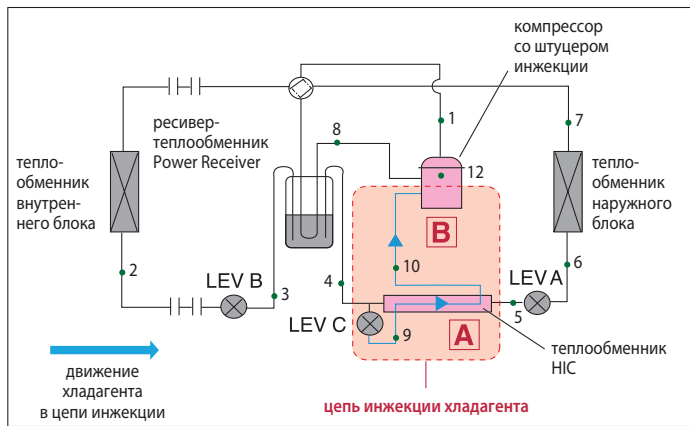 компрессор
со штуцером
инжекции
1
7
8
ресивер-
теплообменник
Power Receiver
тепло-
обменник
внутрен-
него блока
12
тепло-
обменник
наружного
блока
B
2
10
6
LEV B
3
4
LEV A
LEV C
5
A
9
движение
хладагента
в цепи инжекции
теплообменник
HIC
цепь инжекции хладагента